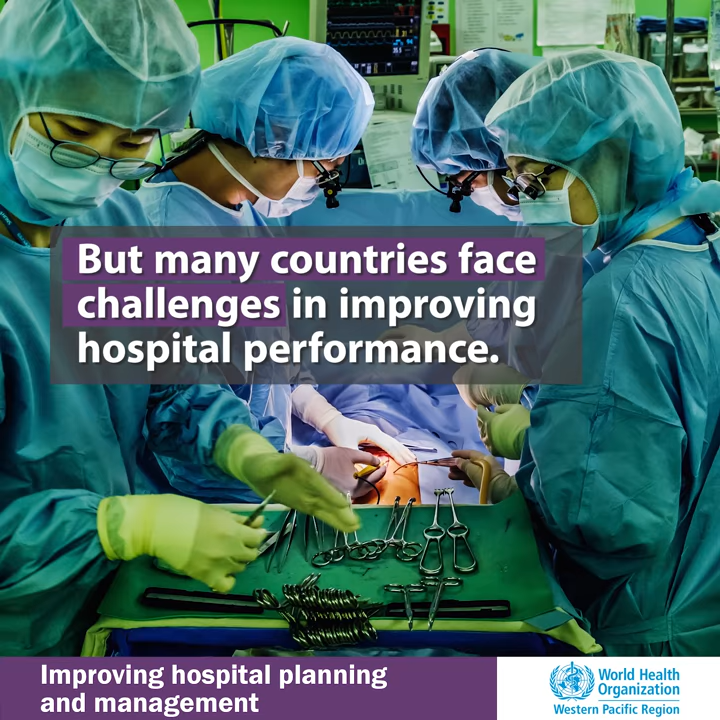 But many countries face
challenges in improving
hospital performance.
Improving hospital planning
and management
World Health
Organization
Western Pacific Region